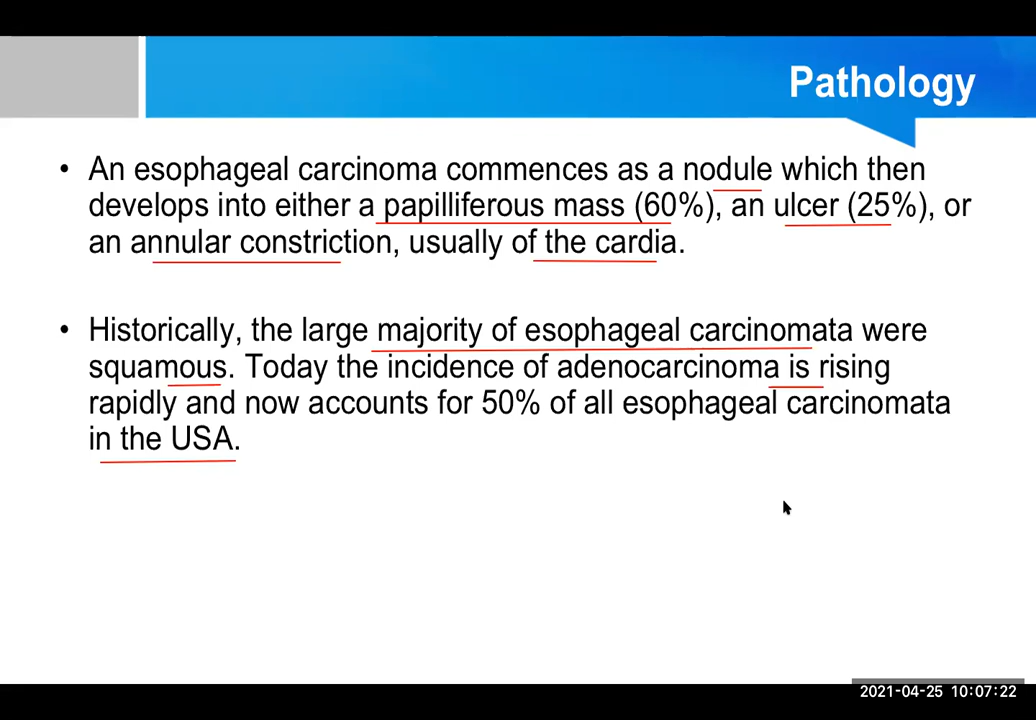 Pathology
• An esophageal carcinoma commences as a nodule which then
develops into either a papilliferous mass (60%), an ulcer (25%), or
an annular constriction, usually of the cardia.
• Historically, the large majority of esophageal carcinomata were
squamous. Today the incidence of adenocarcinoma is rising
rapidly and now accounts for 50% of all esophageal carcinomata
in the USA.
2021-04-25 10:07:22